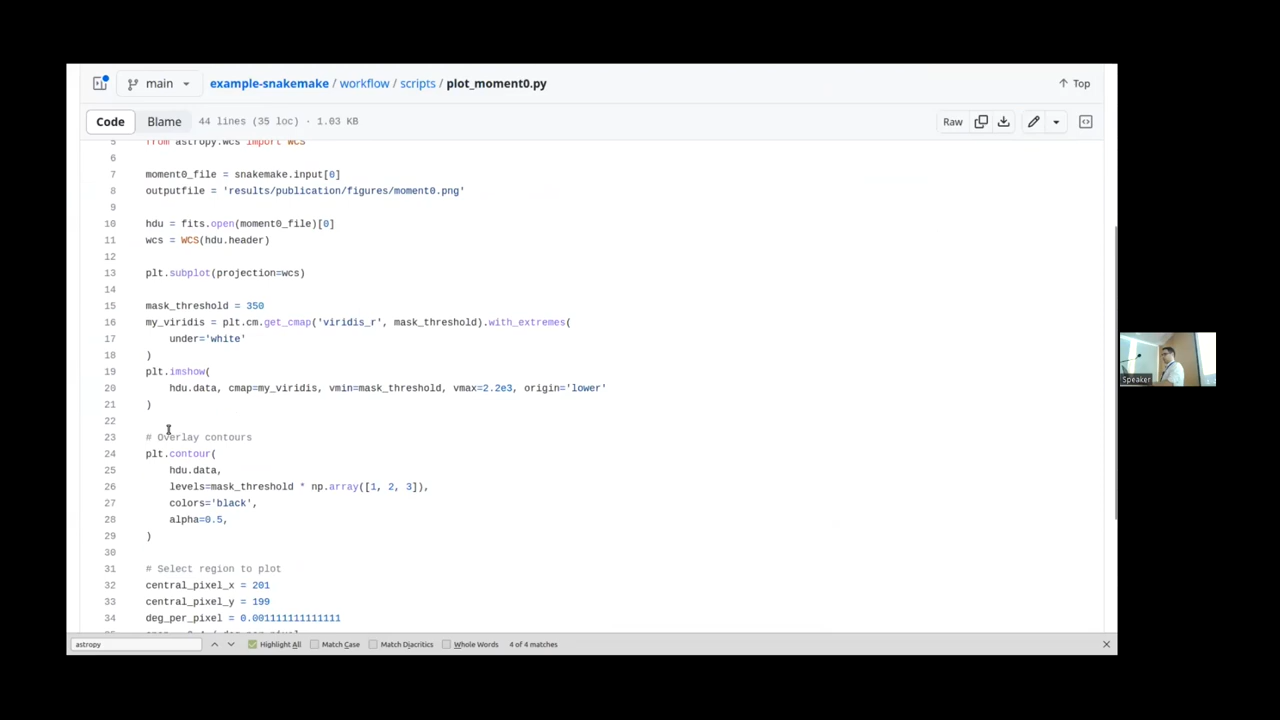 main example-snakemake / workflow / scripts / plot_moment0.py Top
Code Blame 44 lines (35 loc) · 1.03 KB Raw
5 from astropy.wcs import WCS
6
7 moment0_file = snakemake.input[0]
8 outputfile = 'results/publication/figures/moment0.png'
9
10 hdu = fits.open(moment0_file)[0]
11 wcs = WCS(hdu.header)
12
13 plt.subplot(projection=wcs)
14
15 mask_threshold = 350
16 my_viridis = plt.cm.get_cmap('viridis_r', mask_threshold).with_extremes(
17 under='white'
18 )
19 plt.imshow(
20 hdu.data, cmap=my_viridis, vmin=mask_threshold, vmax=2.2e3, origin='lower'
21 )
22
23 # Overlay contours
24 plt.contour(
25 hdu.data,
26 levels=mask_threshold * np.array([1, 2, 3]),
27 colors='black',
28 alpha=0.5,
29 )
30
31 # Select region to plot
32 central_pixel_x = 201
33 central_pixel_y = 199
34 deg_per_pixel = 0.001111111111111
astropy Highlight All Match Case Match Diacritics Whole Words 4 of 4 matches
Speaker